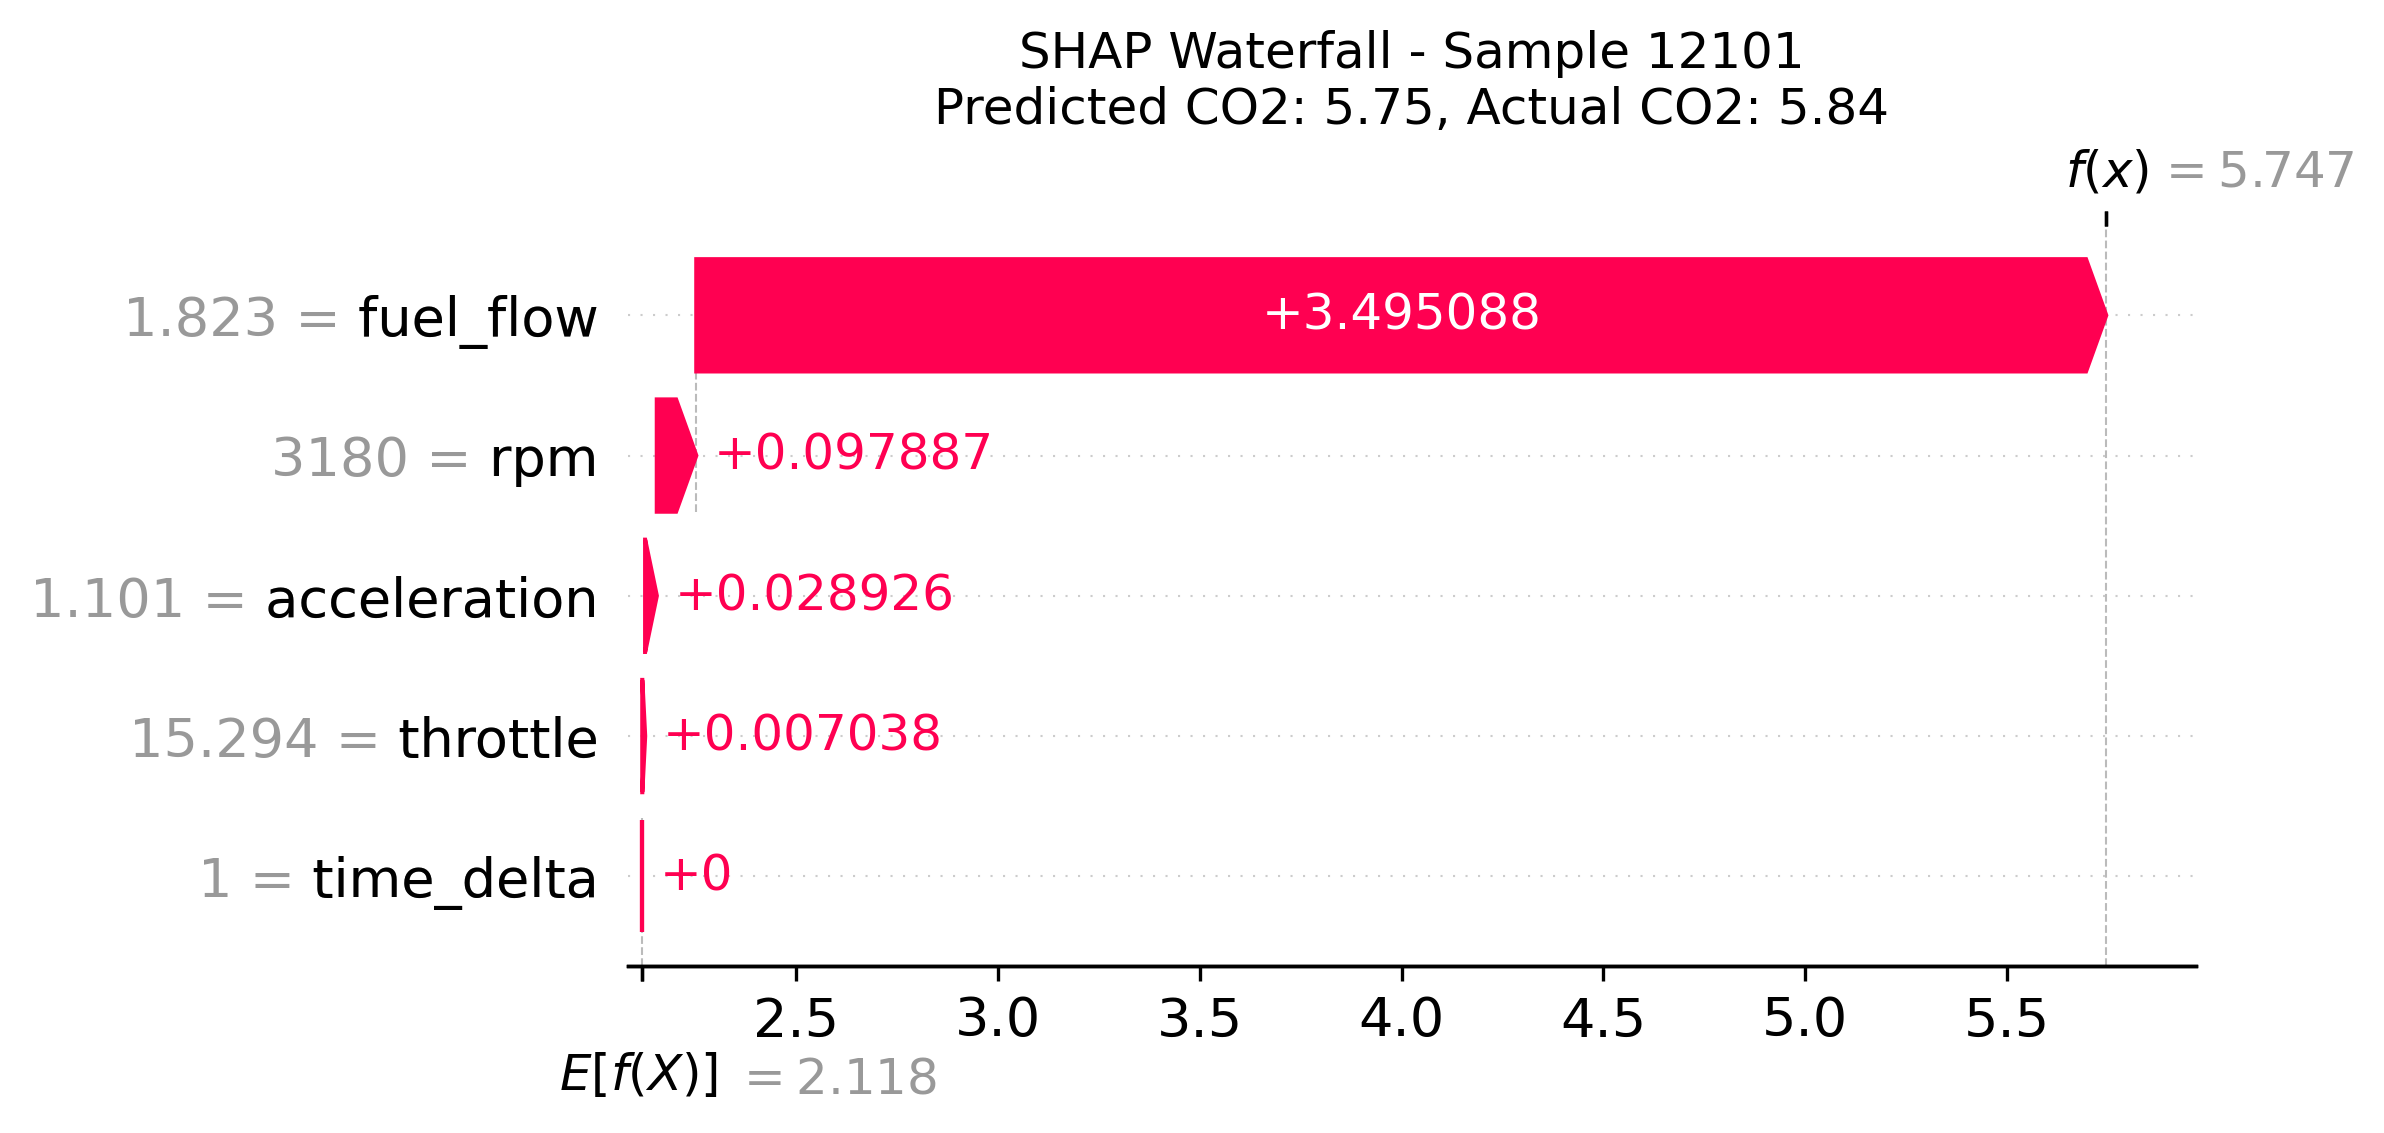 SHAP Waterfall - Sample 12101
Predicted CO2: 5.75, Actual CO2: 5.84
f(x) = 5.747
1.823 = fuel_flow +3.495088
3180 = rpm +0.097887
1.101 = acceleration +0.028926
15.294 = throttle +0.007038
1 = time_delta +0
2.5 3.0 3.5 4.0 4.5 5.0 5.5
E[f(X)] = 2.118